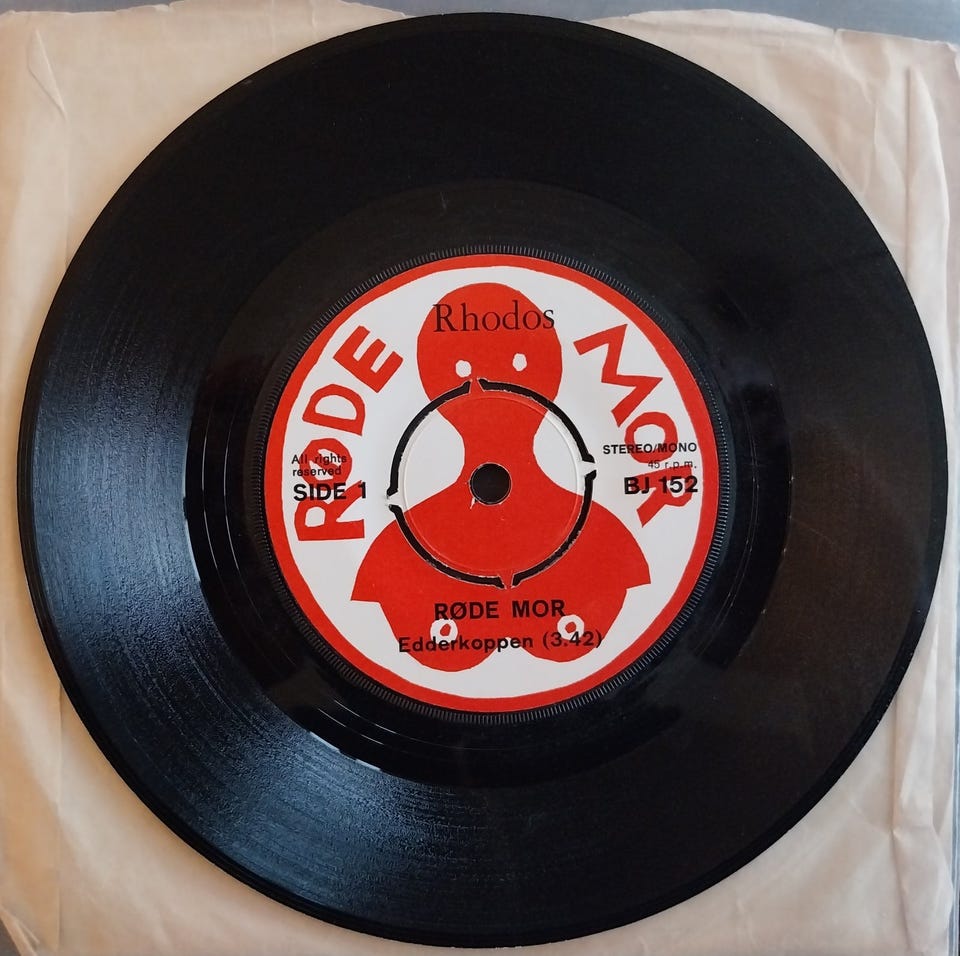 Rhodos
RØDE MOR
All rights
reserved
SIDE 1
STEREO/MONO
45 r.p.m.
BJ 152
RØDE MOR
Edderkoppen (3.42)